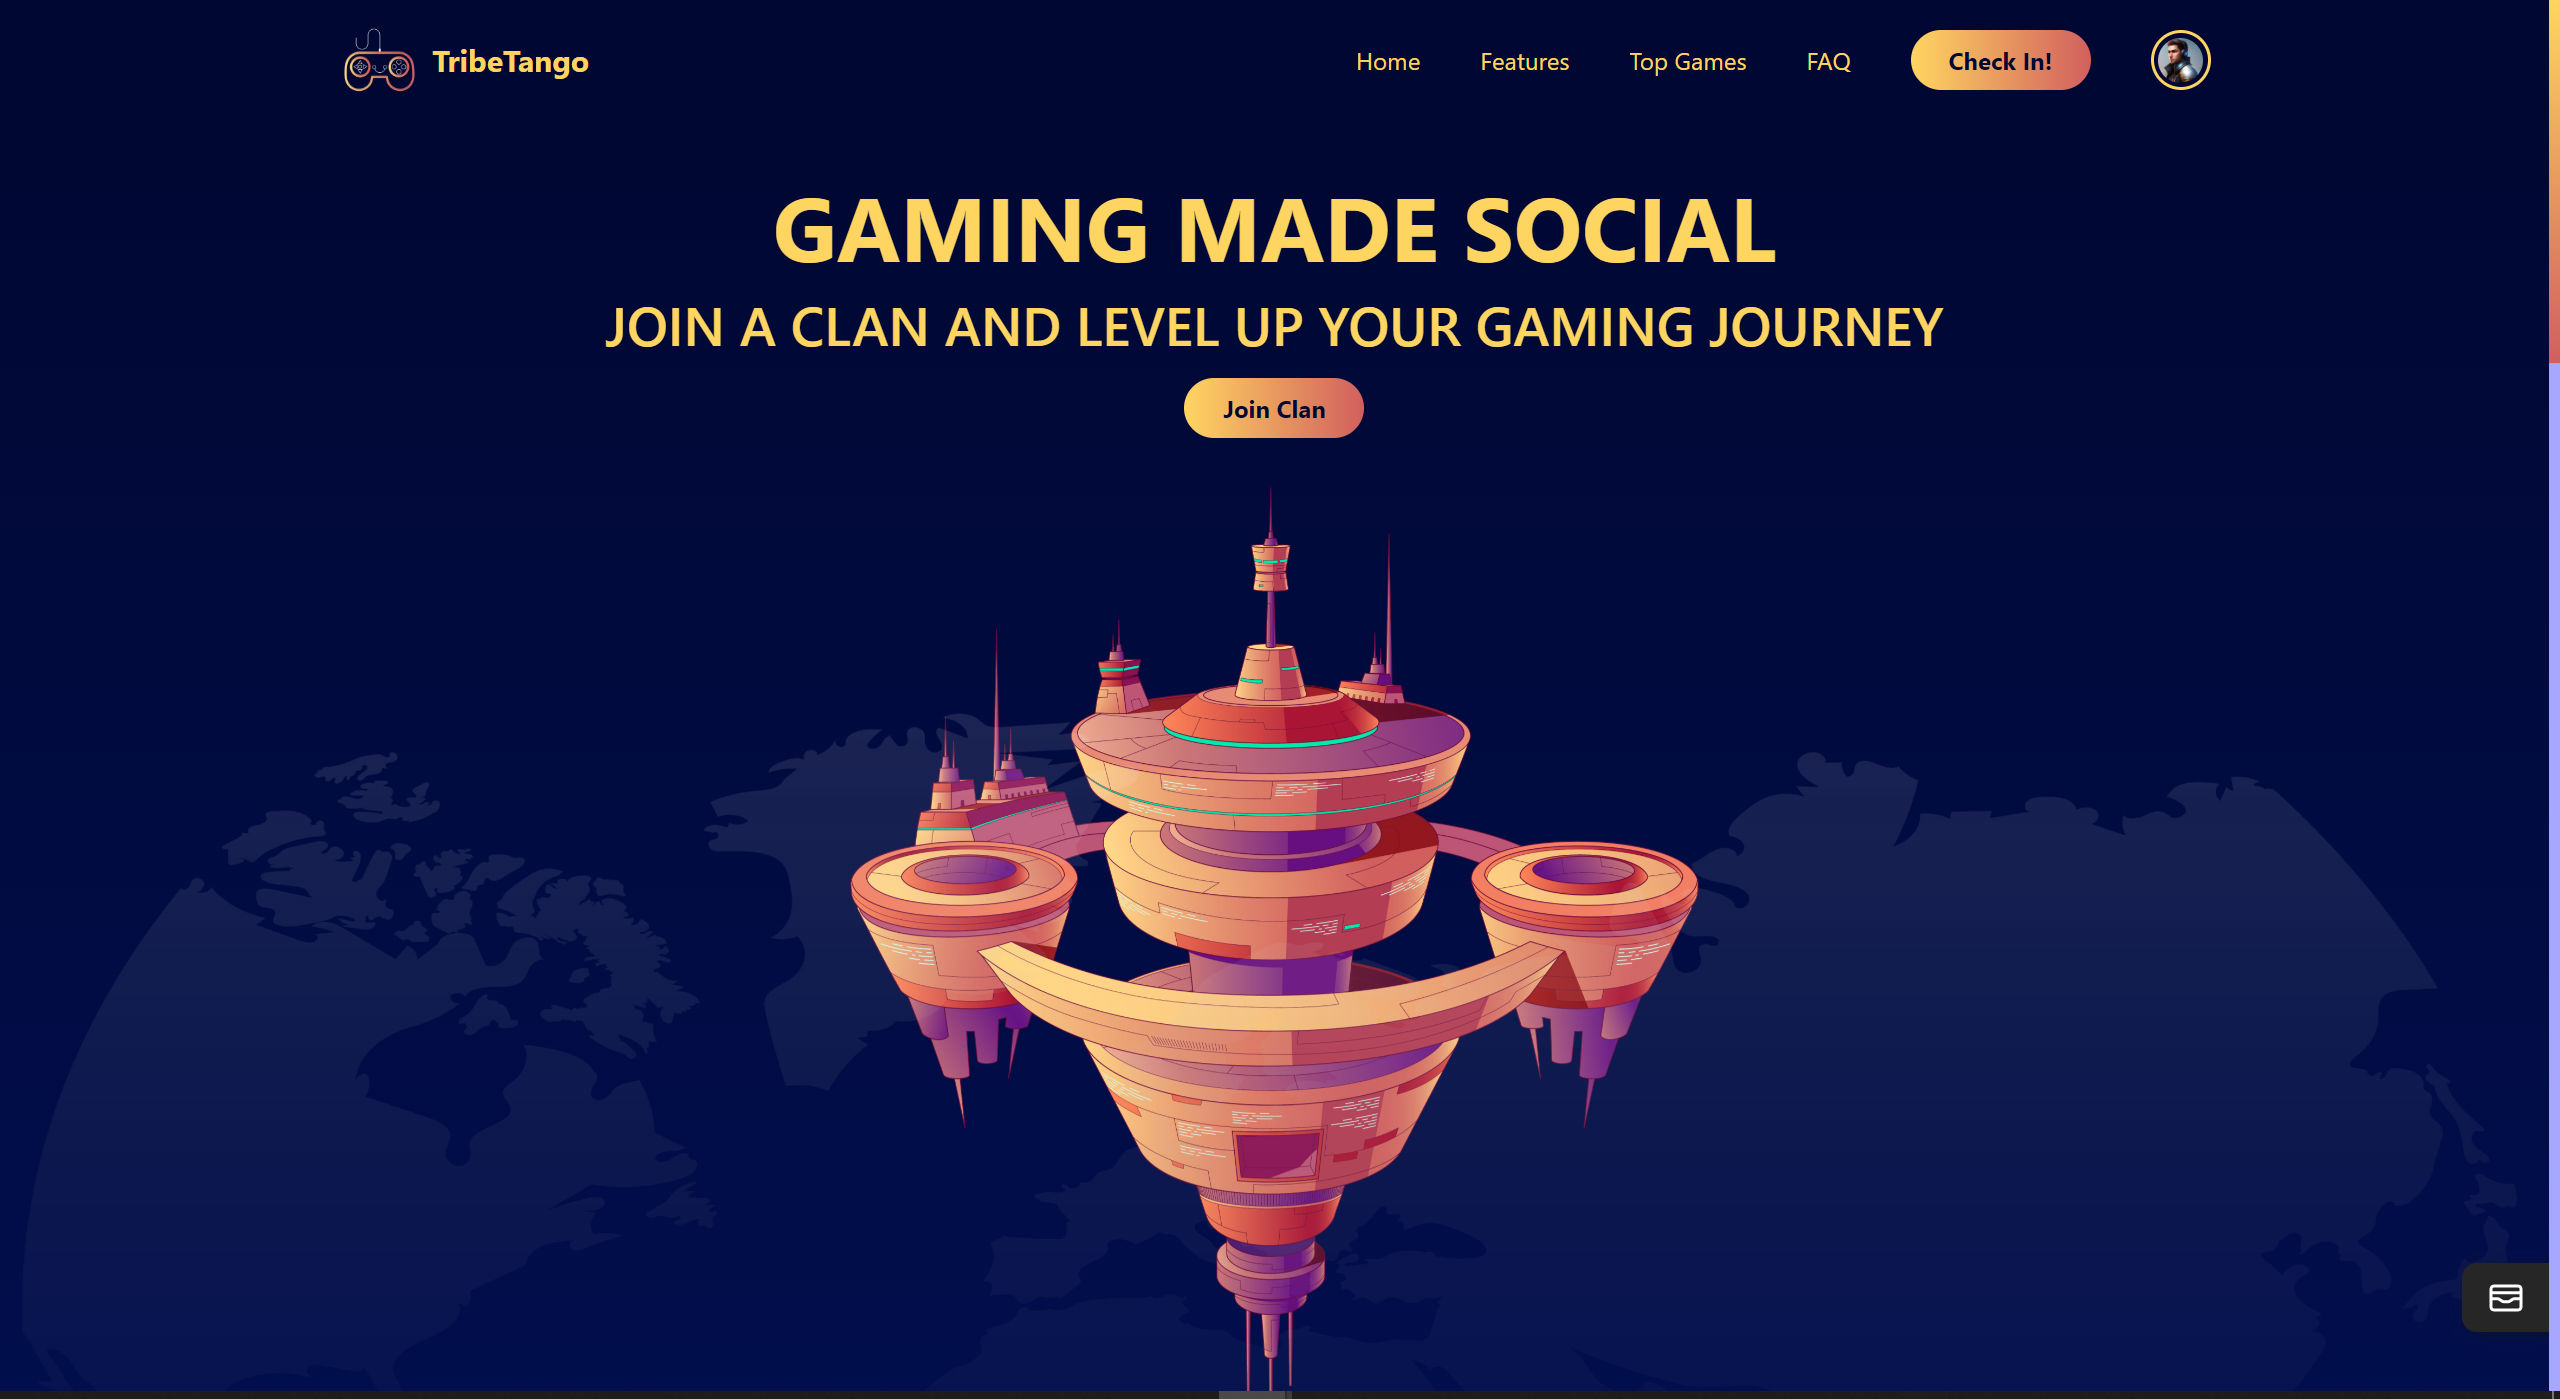 TribeTango
Home
Features
Top Games
FAQ
Check In!
GAMING MADE SOCIAL
JOIN A CLAN AND LEVEL UP YOUR GAMING JOURNEY
Join Clan